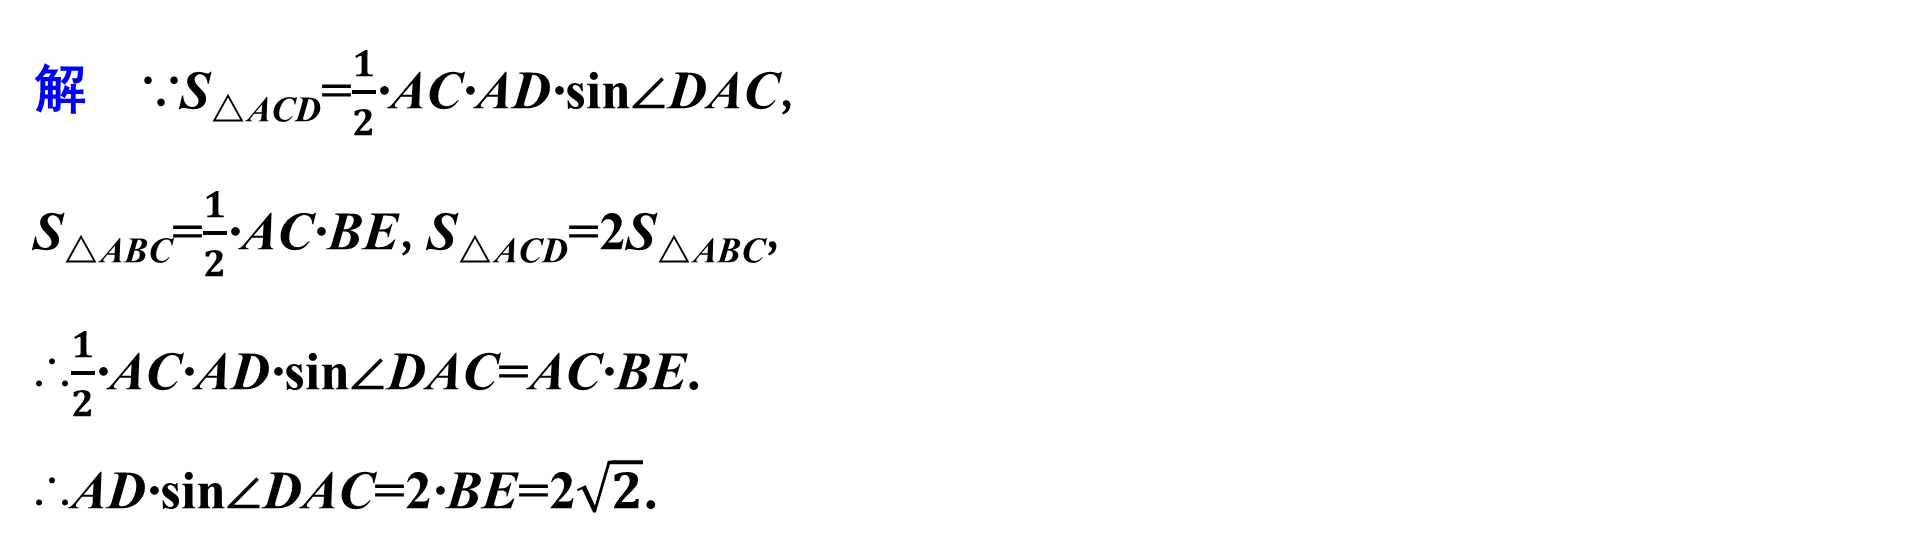 解 ∵S△ACD=1/2·AC·AD·sin∠DAC,
S△ABC=1/2·AC·BE, S△ACD=2S△ABC,
∴1/2·AC·AD·sin∠DAC=AC·BE.
∴AD·sin∠DAC=2·BE=2√2.